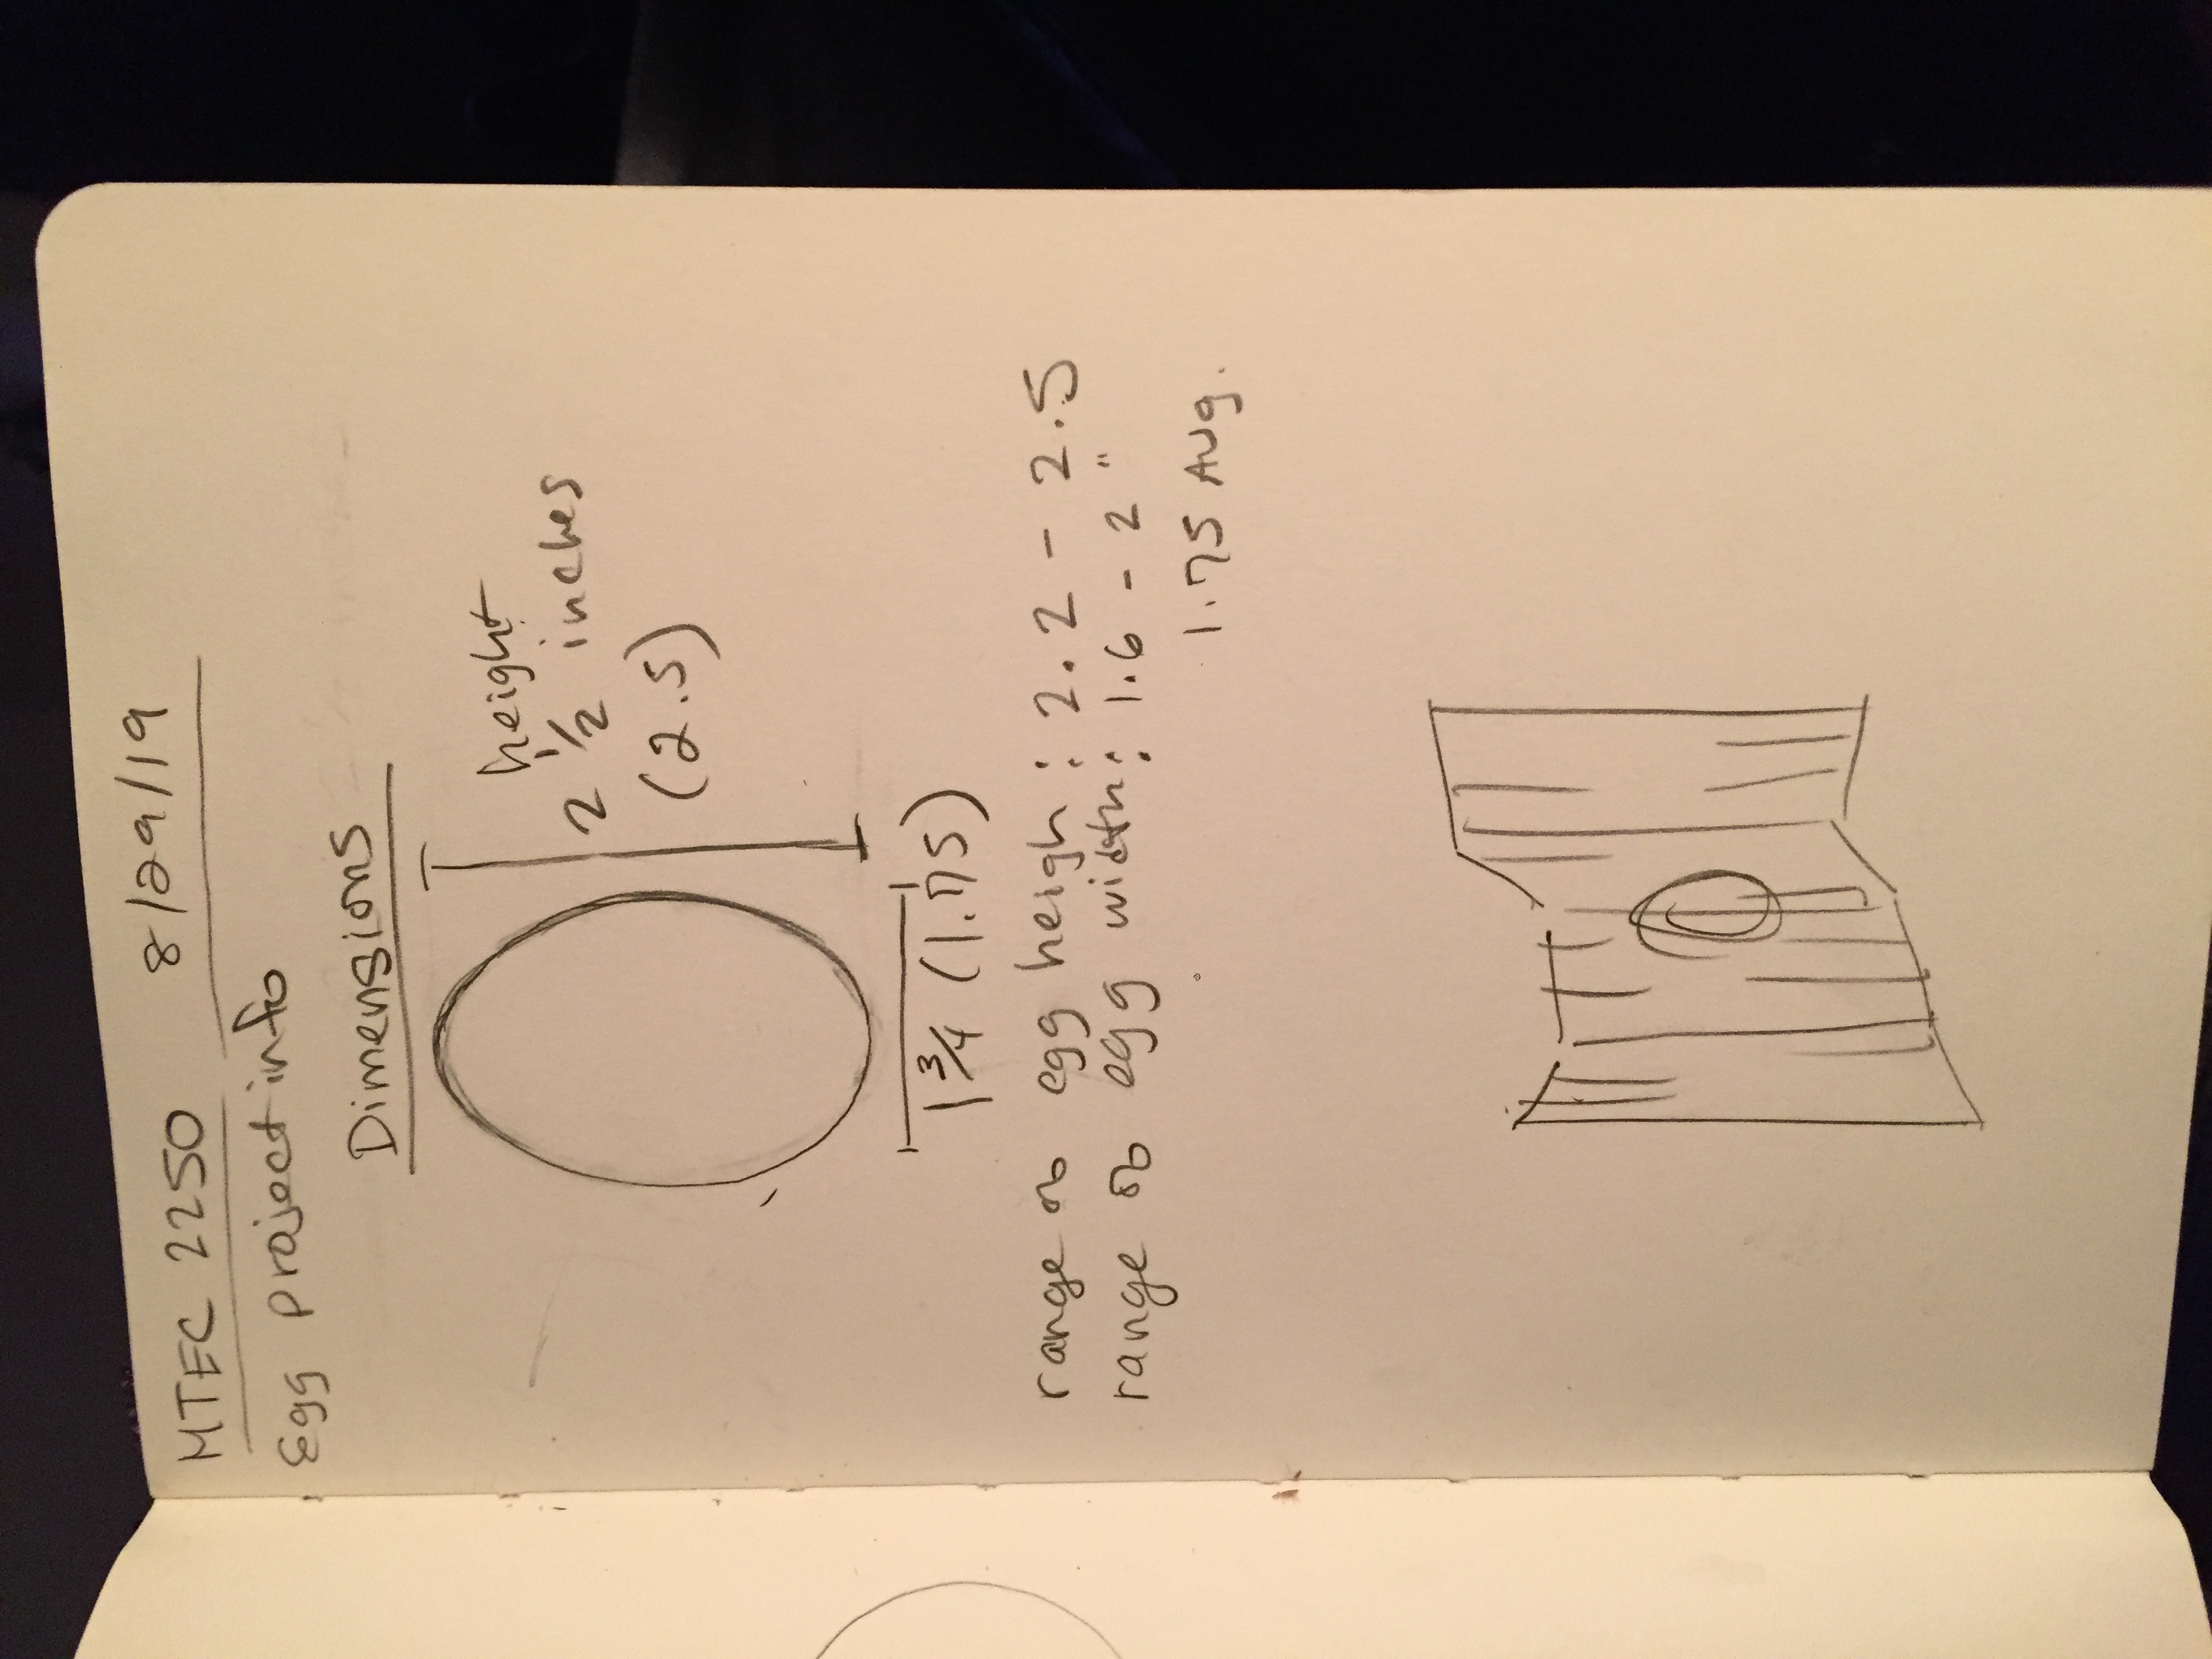 MTEC 2250 8/29/19
Egg project info
Dimensions
height
2 1/2 inches
(2.5)
1 3/4 (1.75)
range of egg heigh : 2.2 - 2.5
range of egg width : 1.6 - 2"
1.75 Avg.